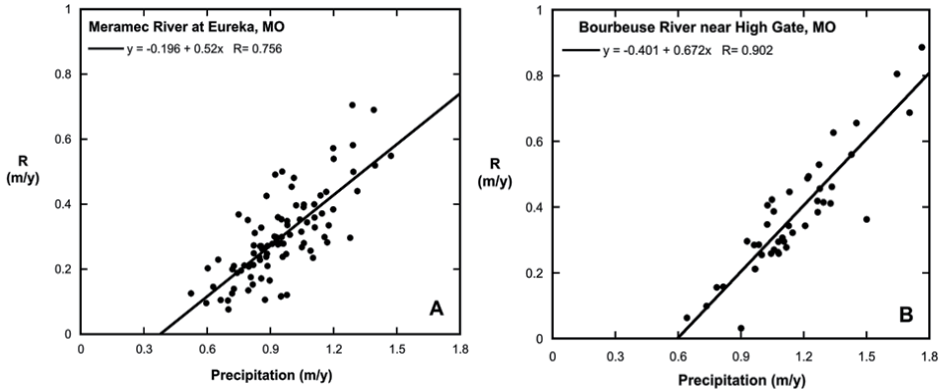 Meramec River at Eureka, MO
y = -0.196 + 0.52x R= 0.756
1
0.8
0.6
0.4
0.2
0
R
(m/y)
0 0.3 0.6 0.9 1.2 1.5 1.8
Precipitation (m/y)
A
Bourbeuse River near High Gate, MO
y = -0.401 + 0.672x R= 0.902
1
0.8
0.6
0.4
0.2
0
R
(m/y)
0 0.3 0.6 0.9 1.2 1.5 1.8
Precipitation (m/y)
B